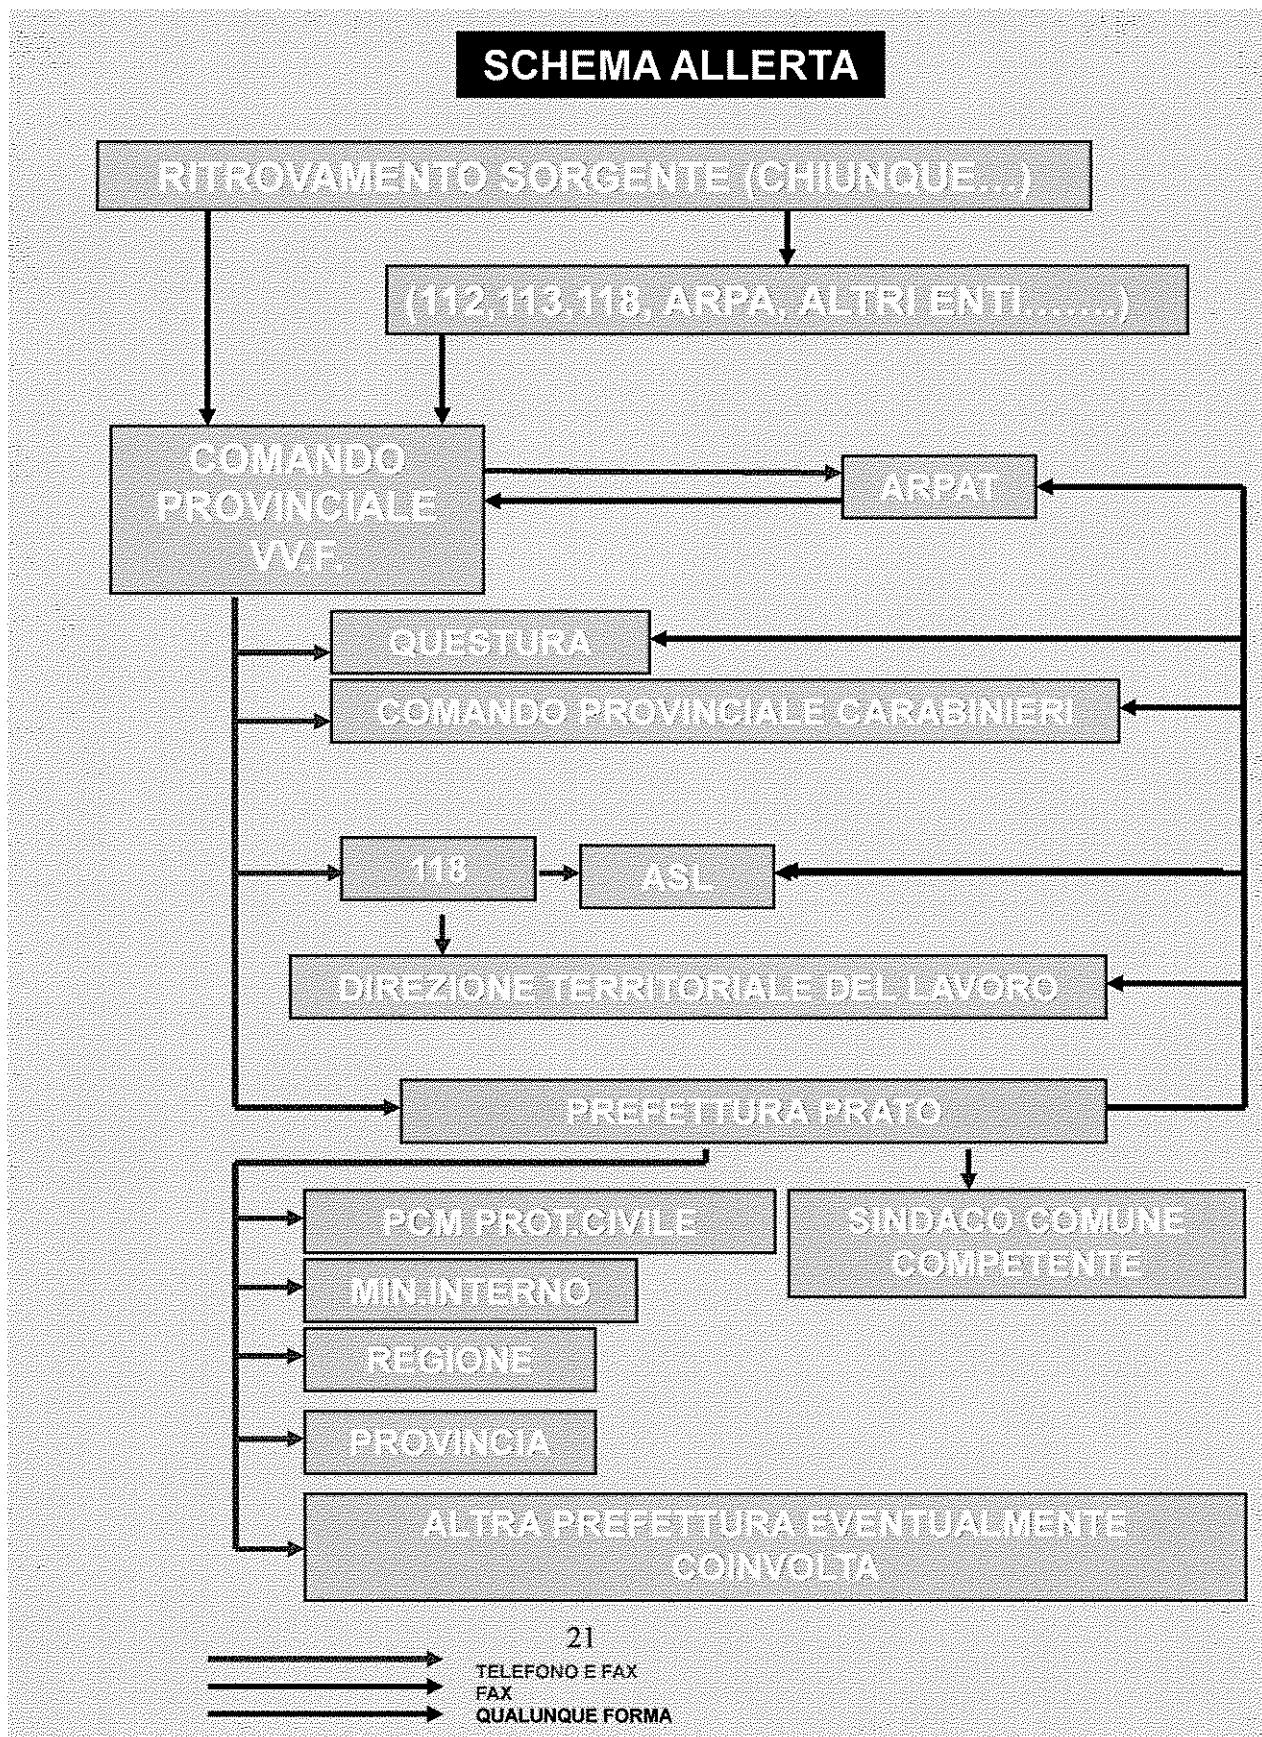 SCHEMA ALLERTA
RITROVAMENTO SORGENTE (CHIUNQUE....)
(112,113,118, ARPA, ALTRI ENTI.......)
COMANDO
PROVINCIALE
VV.F.
ARPAT
QUESTURA
COMANDO PROVINCIALE CARABINIERI
118
ASL
DIREZIONE TERRITORIALE DEL LAVORO
PREFETTURA PRATO
PCM PROT.CIVILE
SINDACO COMUNE
COMPETENTE
MIN.INTERNO
REGIONE
PROVINCIA
ALTRA PREFETTURA EVENTUALMENTE
COINVOLTA
21
TELEFONO E FAX
FAX
QUALUNQUE FORMA